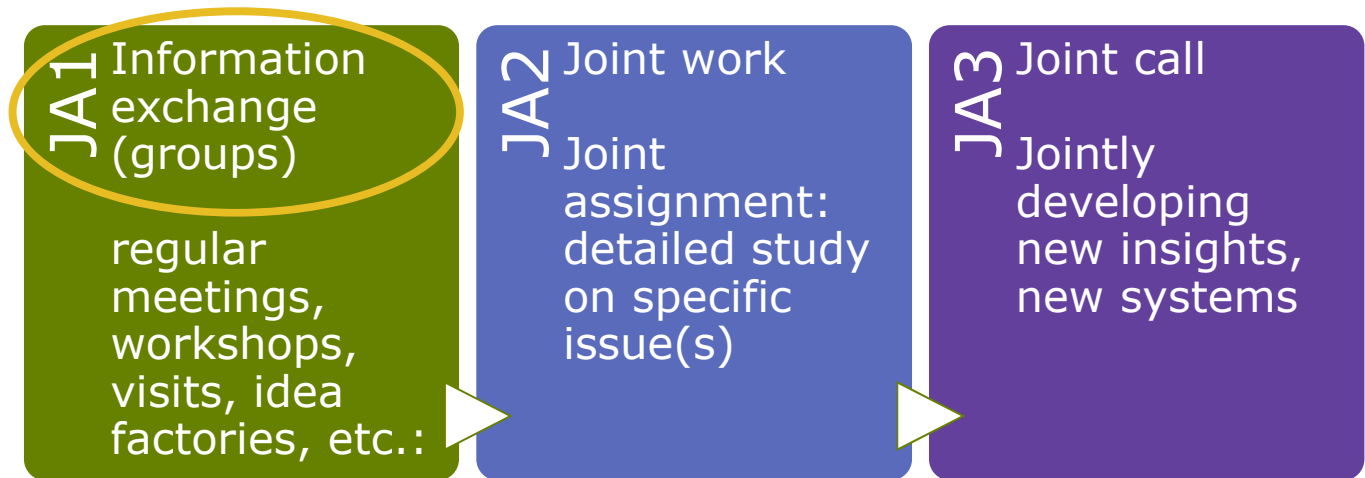 JA1
Information
exchange
(groups)
regular
meetings,
workshops,
visits, idea
factories, etc.:
JA2
Joint work
Joint
assignment:
detailed study
on specific
issue(s)
JA3
Joint call
Jointly
developing
new insights,
new systems